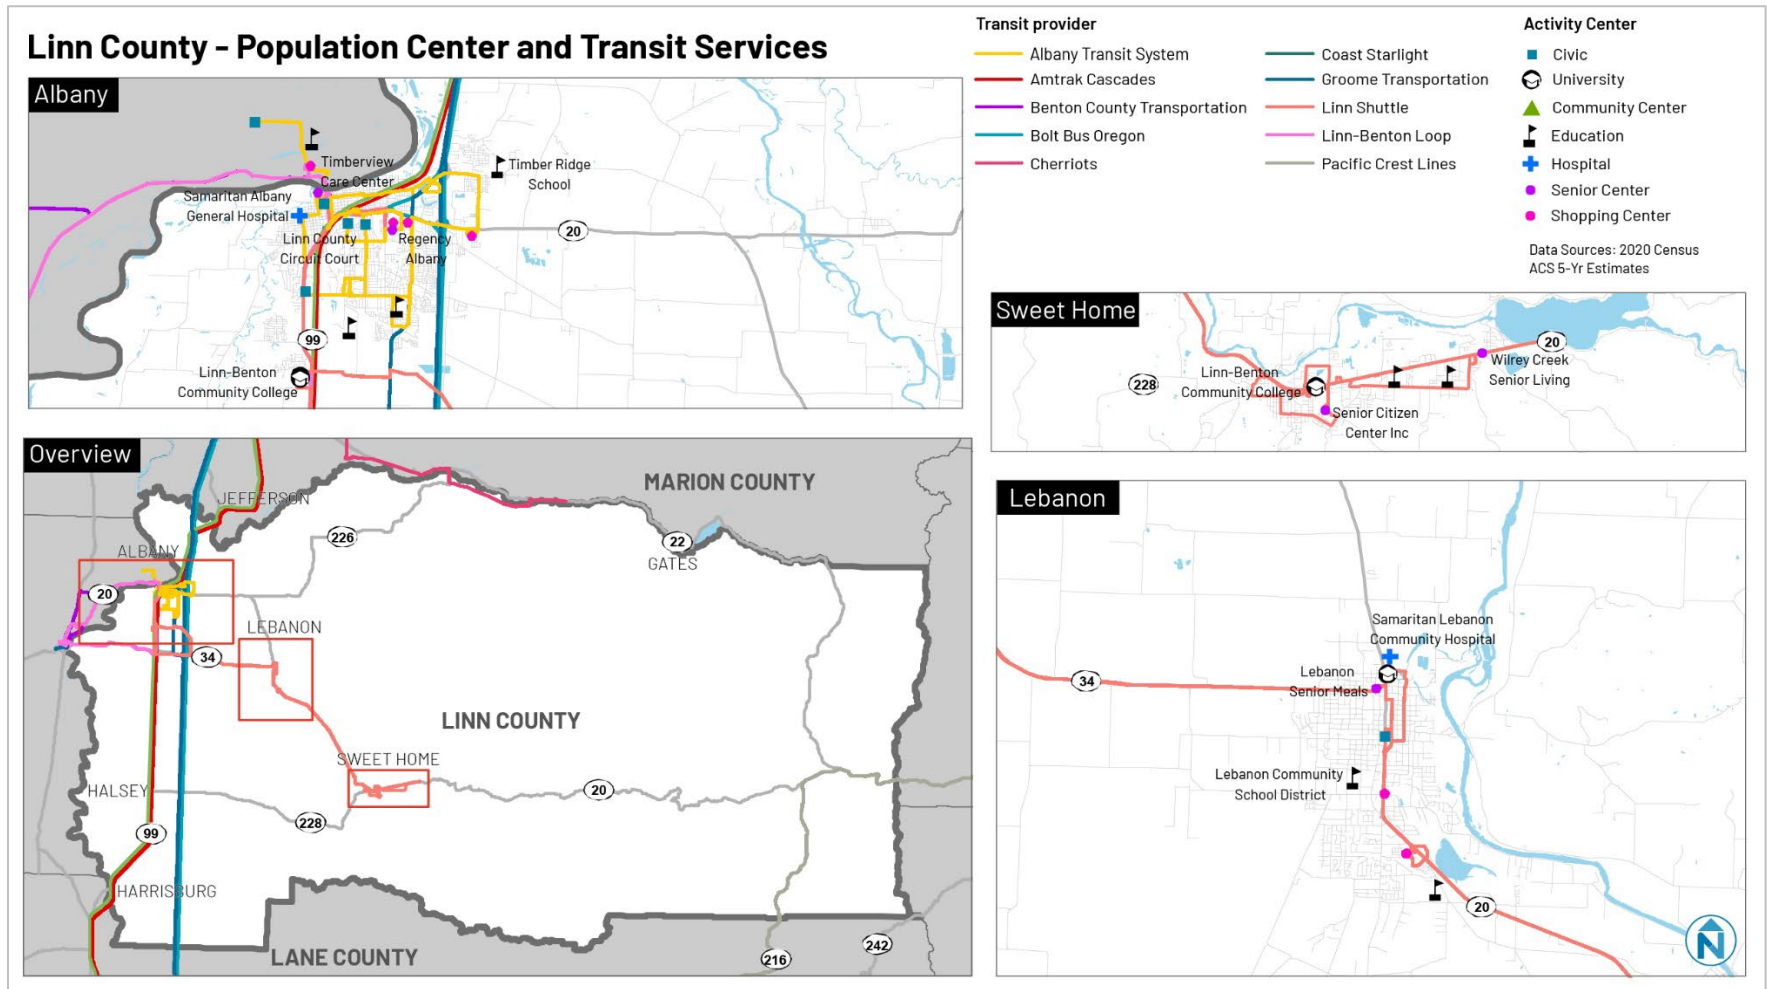 Linn County - Population Center and Transit Services
Transit provider
Albany Transit System
Amtrak Cascades
Benton County Transportation
Bolt Bus Oregon
Cherriots
Coast Starlight
Groome Transportation
Linn Shuttle
Linn-Benton Loop
Pacific Crest Lines
Activity Center
Civic
University
Community Center
Education
Hospital
Senior Center
Shopping Center
Data Sources: 2020 Census
ACS 5-Yr Estimates
Albany
Timberview
Care Center
Timber Ridge
School
Samaritan Albany
General Hospital
Linn County
Circuit Court
Regency
Albany
20
99
Linn-Benton
Community College
Sweet Home
20
Linn-Benton
Community College
228
Wilrey Creek
Senior Living
Senior Citizen
Center Inc
Overview
MARION COUNTY
JEFFERSON
226
22
GATES
ALBANY
20
LEBANON
34
LINN COUNTY
SWEET HOME
HALSEY
20
228
99
HARRISBURG
LANE COUNTY
242
216
Lebanon
Samaritan Lebanon
Community Hospital
34
Lebanon
Senior Meals
Lebanon Community
School District
20
N